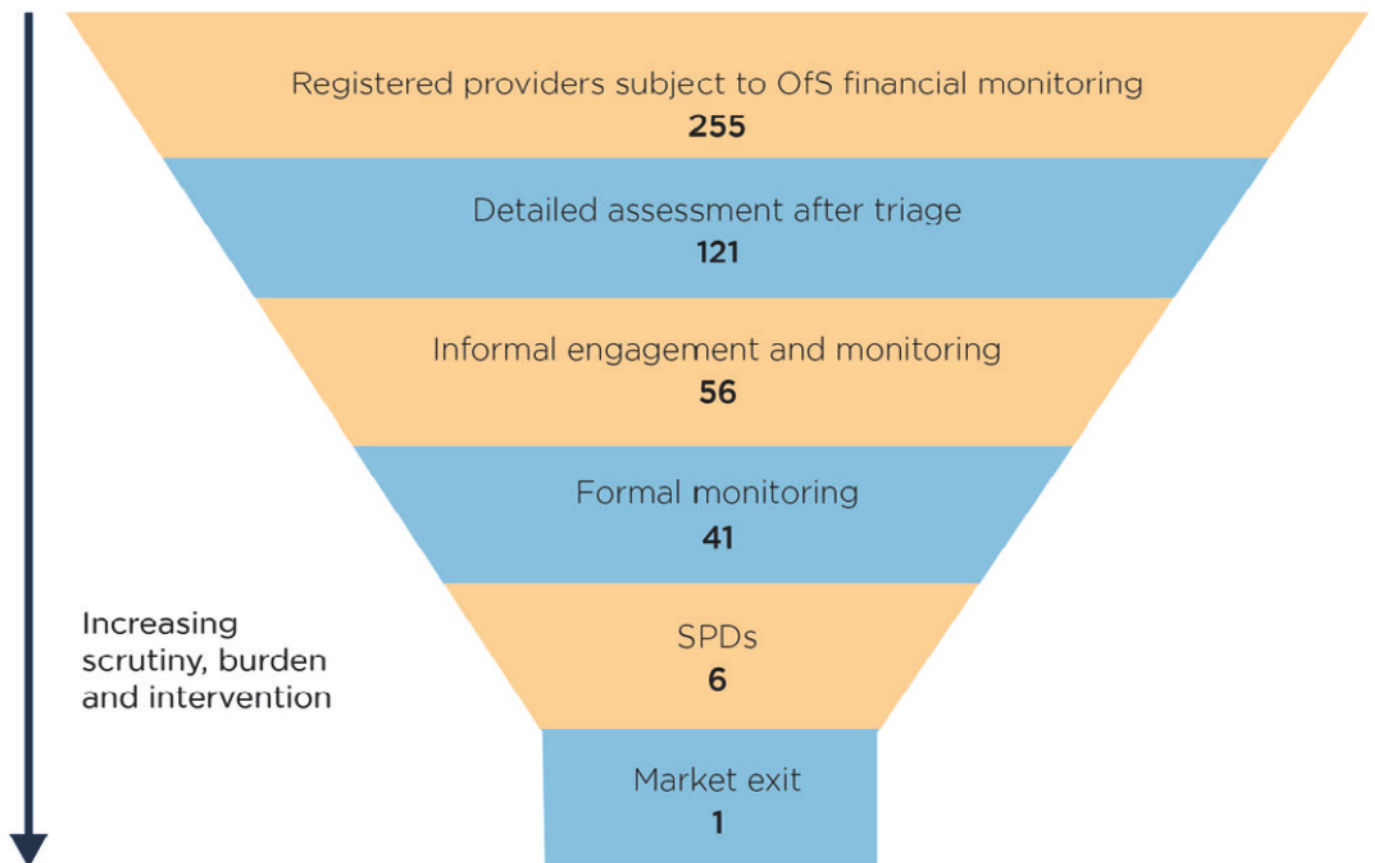 Registered providers subject to OfS financial monitoring
255
Detailed assessment after triage
121
Informal engagement and monitoring
56
Formal monitoring
41
SPDs
6
Market exit
1
Increasing
scrutiny, burden
and intervention